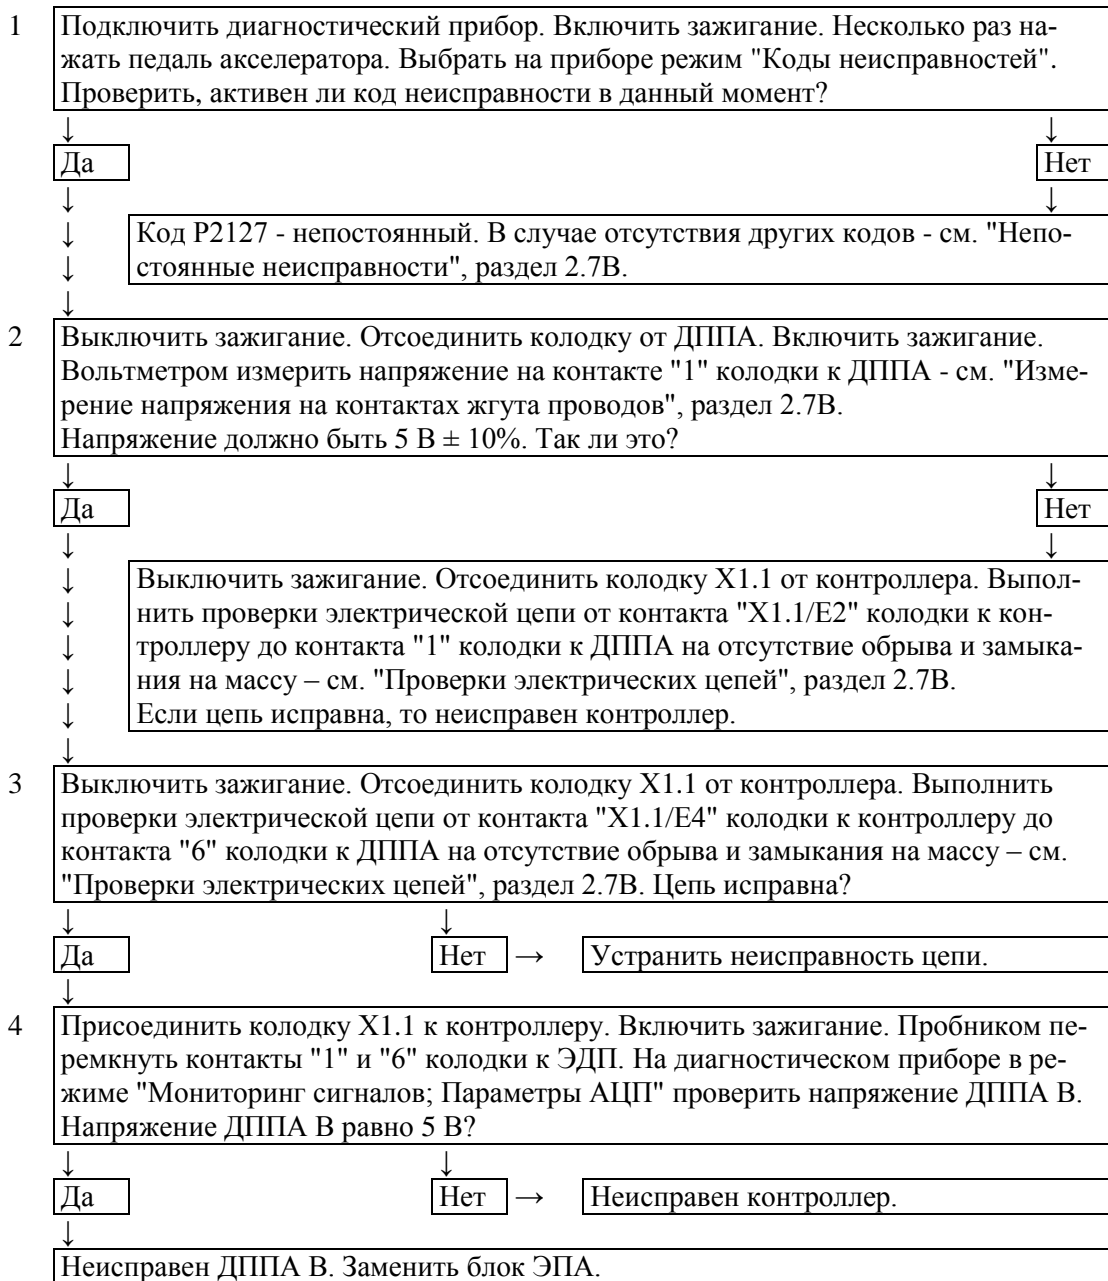 1 Подключить диагностический прибор. Включить зажигание. Несколько раз на-
жать педаль акселератора. Выбрать на приборе режим "Коды неисправностей".
Проверить, активен ли код неисправности в данный момент?
↓ ↓
Да Нет
↓ ↓
↓ Код Р2127 - непостоянный. В случае отсутствия других кодов - см. "Непо-
↓ стоянные неисправности", раздел 2.7В.
↓
2 Выключить зажигание. Отсоединить колодку от ДППА. Включить зажигание.
Вольтметром измерить напряжение на контакте "1" колодки к ДППА - см. "Изме-
рение напряжения на контактах жгута проводов", раздел 2.7В.
Напряжение должно быть 5 В ± 10%. Так ли это?
↓ ↓
Да Нет
↓ ↓
↓ Выключить зажигание. Отсоединить колодку Х1.1 от контроллера. Выпол-
↓ нить проверки электрической цепи от контакта "Х1.1/Е2" колодки к кон-
↓ троллеру до контакта "1" колодки к ДППА на отсутствие обрыва и замыка-
↓ ния на массу – см. "Проверки электрических цепей", раздел 2.7В.
↓ Если цепь исправна, то неисправен контроллер.
↓
3 Выключить зажигание. Отсоединить колодку Х1.1 от контроллера. Выполнить
проверки электрической цепи от контакта "Х1.1/Е4" колодки к контроллеру до
контакта "6" колодки к ДППА на отсутствие обрыва и замыкания на массу – см.
"Проверки электрических цепей", раздел 2.7В. Цепь исправна?
↓ ↓
Да Нет → Устранить неисправность цепи.
↓
4 Присоединить колодку Х1.1 к контроллеру. Включить зажигание. Пробником пе-
ремкнуть контакты "1" и "6" колодки к ЭДП. На диагностическом приборе в ре-
жиме "Мониторинг сигналов; Параметры АЦП" проверить напряжение ДППА В.
Напряжение ДППА В равно 5 В?
↓ ↓
Да Нет → Неисправен контроллер.
↓
Неисправен ДППА В. Заменить блок ЭПА.